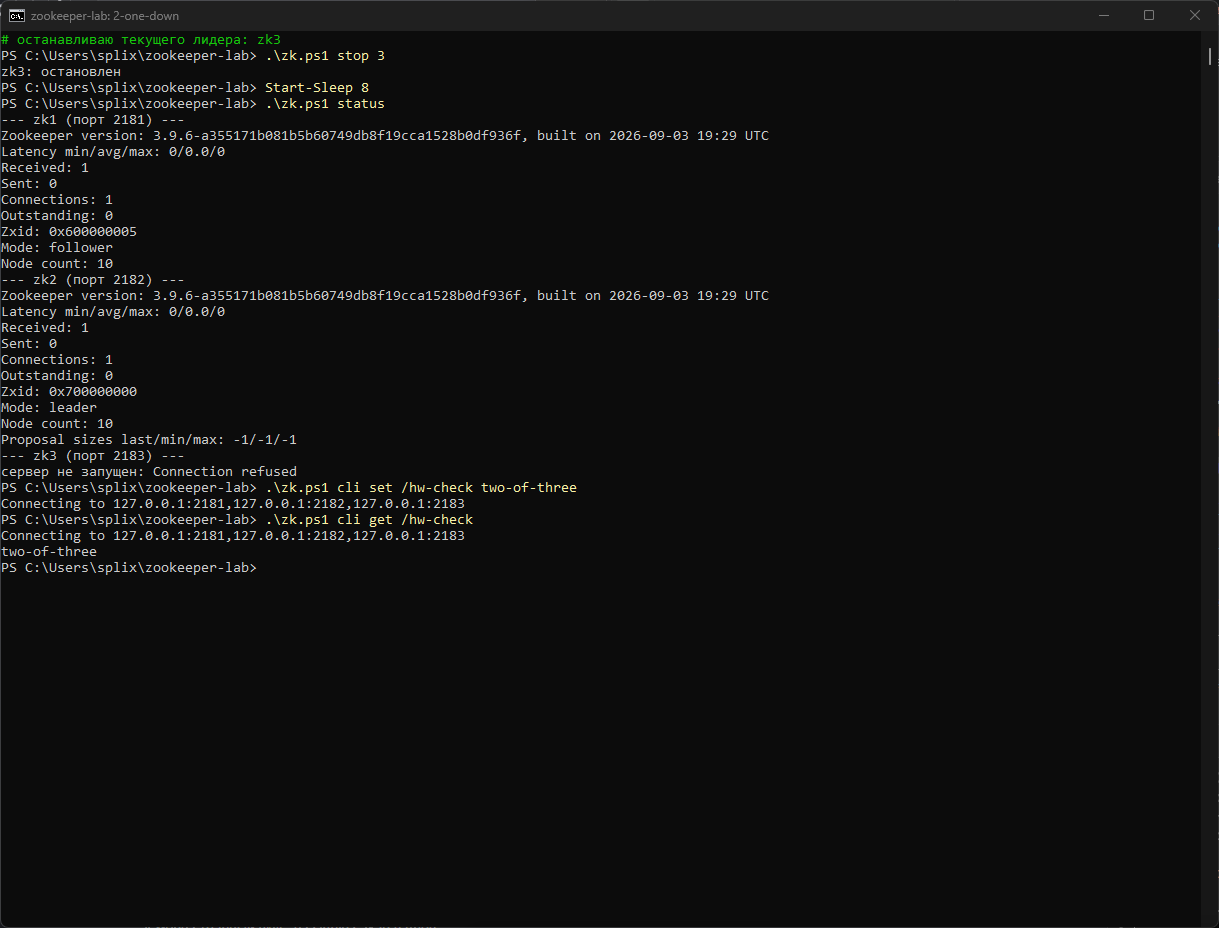 zookeeper-lab: 2-one-down
# останавливаю текущего лидера: zk3
PS C:\Users\splix\zookeeper-lab> .\zk.ps1 stop 3
zk3: остановлен
PS C:\Users\splix\zookeeper-lab> Start-Sleep 8
PS C:\Users\splix\zookeeper-lab> .\zk.ps1 status
--- zk1 (порт 2181) ---
Zookeeper version: 3.9.6-a355171b081b5b60749db8f19cca1528b0df936f, built on 2026-09-03 19:29 UTC
Latency min/avg/max: 0/0.0/0
Received: 1
Sent: 0
Connections: 1
Outstanding: 0
Zxid: 0x600000005
Mode: follower
Node count: 10
--- zk2 (порт 2182) ---
Zookeeper version: 3.9.6-a355171b081b5b60749db8f19cca1528b0df936f, built on 2026-09-03 19:29 UTC
Latency min/avg/max: 0/0.0/0
Received: 1
Sent: 0
Connections: 1
Outstanding: 0
Zxid: 0x700000000
Mode: leader
Node count: 10
Proposal sizes last/min/max: -1/-1/-1
--- zk3 (порт 2183) ---
сервер не запущен: Connection refused
PS C:\Users\splix\zookeeper-lab> .\zk.ps1 cli set /hw-check two-of-three
Connecting to 127.0.0.1:2181,127.0.0.1:2182,127.0.0.1:2183
PS C:\Users\splix\zookeeper-lab> .\zk.ps1 cli get /hw-check
Connecting to 127.0.0.1:2181,127.0.0.1:2182,127.0.0.1:2183
two-of-three
PS C:\Users\splix\zookeeper-lab>